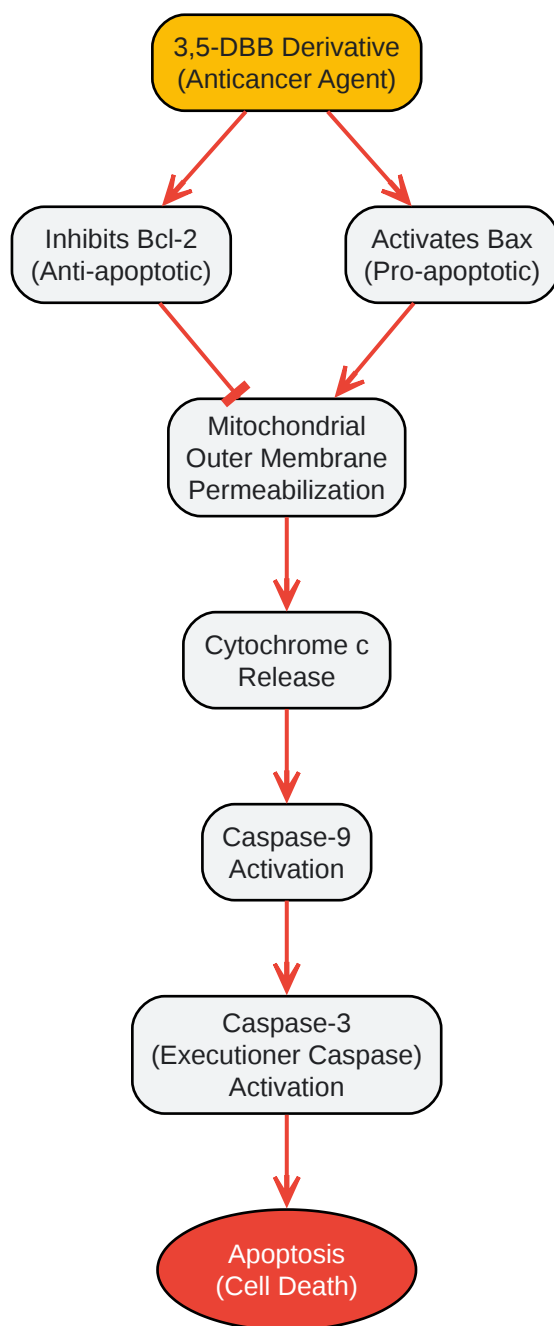 3,5-DBB Derivative
(Anticancer Agent)
Inhibits Bcl-2
(Anti-apoptotic)
Activates Bax
(Pro-apoptotic)
Mitochondrial
Outer Membrane
Permeabilization
Cytochrome c
Release
Caspase-9
Activation
Caspase-3
(Executioner Caspase)
Activation
Apoptosis
(Cell Death)